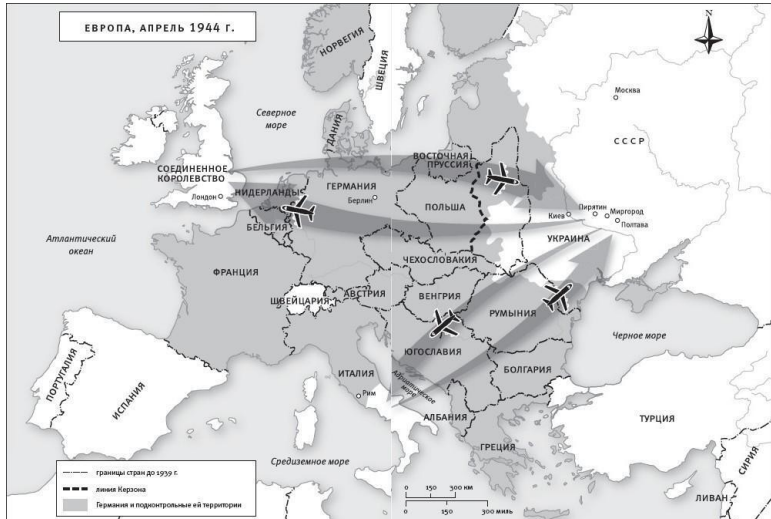 ЕВРОПА, АПРЕЛЬ 1944 Г.
N
НОРВЕГИЯ
ШВЕЦИЯ
Москва
Северное
море
ДАНИЯ
СССР
СОЕДИНЕННОЕ
КОРОЛЕВСТВО
Лондон
ВОСТОЧНАЯ
ПРУССИЯ
НИДЕРЛАНДЫ
ГЕРМАНИЯ
Берлин
ПОЛЬША
Киев
Пирятин
Миргород
Полтава
БЕЛЬГИЯ
УКРАИНА
Атлантический
океан
ЧЕХОСЛОВАКИЯ
ФРАНЦИЯ
ШВЕЙЦАРИЯ
АВСТРИЯ
ВЕНГРИЯ
РУМЫНИЯ
Черное море
ЮГОСЛАВИЯ
ИТАЛИЯ
Рим
Адриатическое
море
БОЛГАРИЯ
ПОРТУГАЛИЯ
ИСПАНИЯ
АЛБАНИЯ
ТУРЦИЯ
ГРЕЦИЯ
Средиземное море
СИРИЯ
ЛИВАН
границы стран до 1939 г.
линия Керзона
Германия и подконтрольные ей территории
0 150 300 км
0 150 300 миль